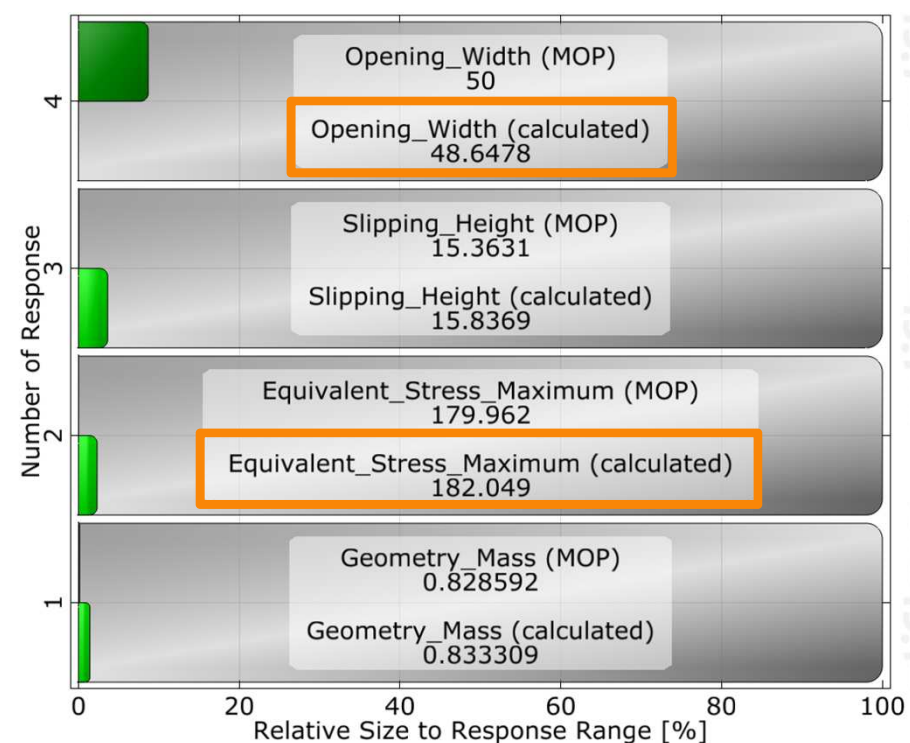 Opening_Width (MOP)
50
Opening_Width (calculated)
48.6478
Slipping_Height (MOP)
15.3631
Slipping_Height (calculated)
15.8369
Equivalent_Stress_Maximum (MOP)
179.962
Equivalent_Stress_Maximum (calculated)
182.049
Geometry_Mass (MOP)
0.828592
Geometry_Mass (calculated)
0.833309
4
3
2
1
Number of Response
0 20 40 60 80 100
Relative Size to Response Range [%]